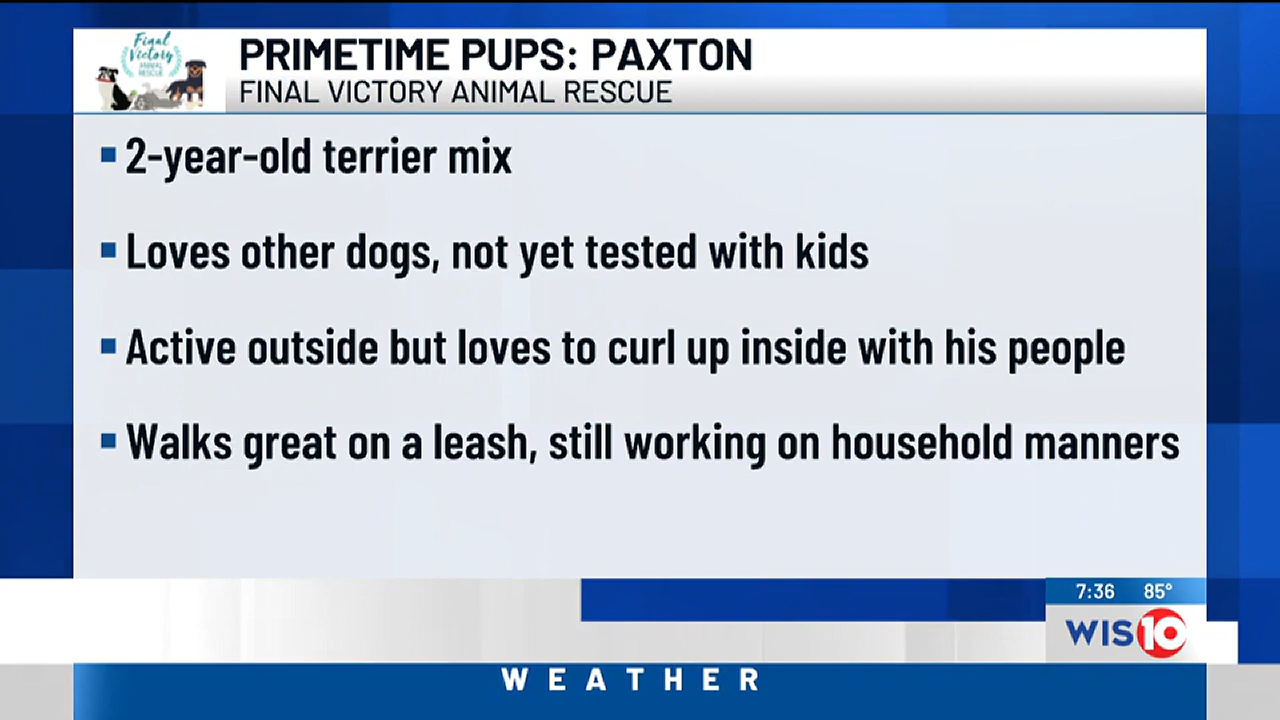 Final
Victory
ANIMAL
RESCUE
PRIMETIME PUPS: PAXTON
FINAL VICTORY ANIMAL RESCUE
2-year-old terrier mix
Loves other dogs, not yet tested with kids
Active outside but loves to curl up inside with his people
Walks great on a leash, still working on household manners
7:36 85°
WIS10
WEATHER